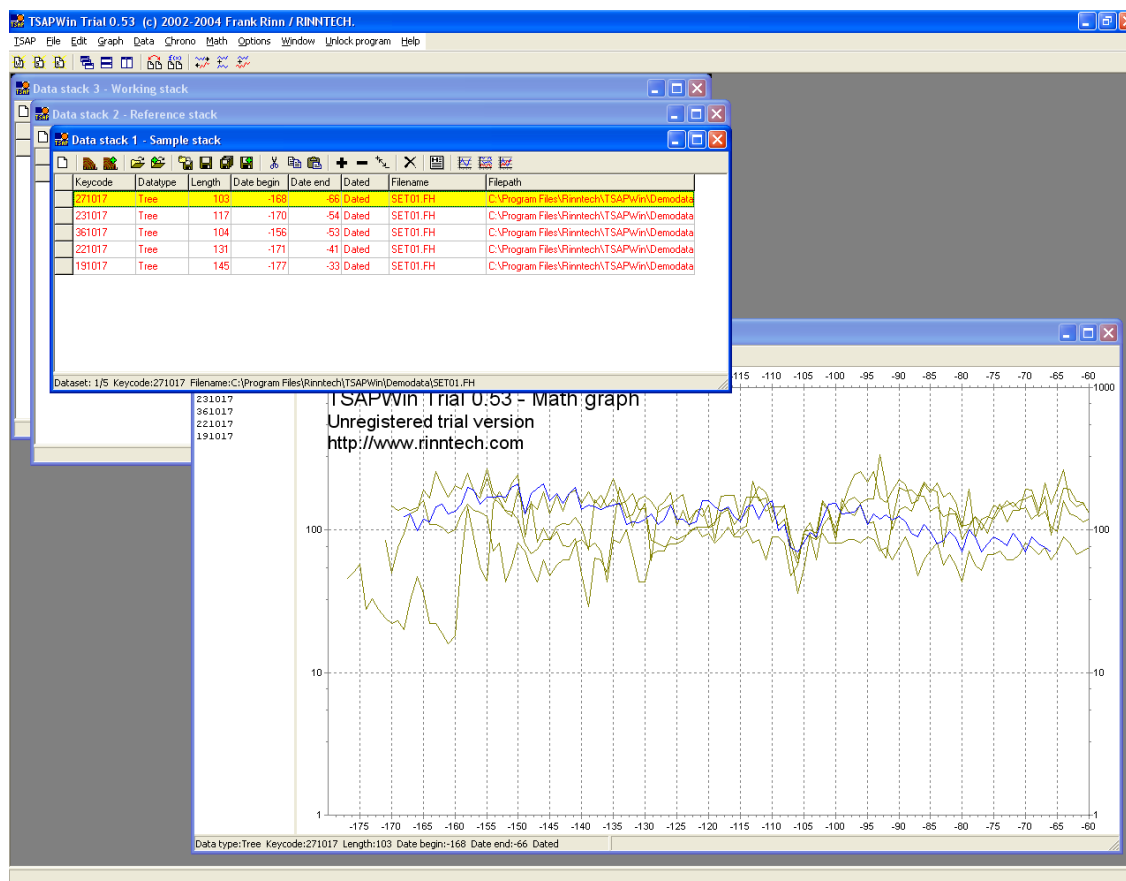 TSAPWin Trial 0.53 (c) 2002-2004 Frank Rinn / RINNTECH.
TSAP File Edit Graph Data Chrono Math Options Window Unlock program Help
Data stack 3 - Working stack
Data stack 2 - Reference stack
Data stack 1 - Sample stack
Keycode Datatype Length Date begin Date end Dated Filename Filepath
271017 Tree 103 -168 -66 Dated SET01.FH C:\Program Files\Rinntech\TSAPWin\Demodata
231017 Tree 117 -170 -54 Dated SET01.FH C:\Program Files\Rinntech\TSAPWin\Demodata
361017 Tree 104 -156 -53 Dated SET01.FH C:\Program Files\Rinntech\TSAPWin\Demodata
221017 Tree 131 -171 -41 Dated SET01.FH C:\Program Files\Rinntech\TSAPWin\Demodata
191017 Tree 145 -177 -33 Dated SET01.FH C:\Program Files\Rinntech\TSAPWin\Demodata
Dataset: 1/5 Keycode:271017 Filename:C:\Program Files\Rinntech\TSAPWin\Demodata\SET01.FH
-115 -110 -105 -100 -95 -90 -85 -80 -75 -70 -65 -60
1000
231017
361017
221017
191017
TSAPWin Trial 0.53 - Math graph
Unregistered trial version
http://www.rinntech.com
100 100
10 10
1 1
-175 -170 -165 -160 -155 -150 -145 -140 -135 -130 -125 -120 -115 -110 -105 -100 -95 -90 -85 -80 -75 -70 -65 -60
Data type:Tree Keycode:271017 Length:103 Date begin:-168 Date end:-66 Dated